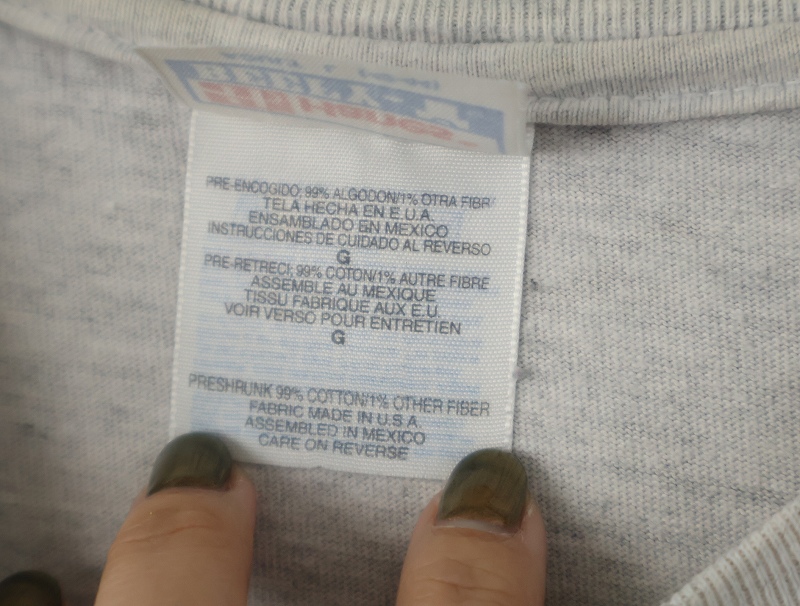 BEEFY-T
Hanes
PRE-ENCOGIDO; 99% ALGODON/1% OTRA FIBR
TELA HECHA EN E.U.A.
ENSAMBLADO EN MEXICO
INSTRUCCIONES DE CUIDADO AL REVERSO
G
PRE-RETRECI; 99% COTON/1% AUTRE FIBRE
ASSEMBLE AU MEXIQUE
TISSU FABRIQUE AUX E.U.
VOIR VERSO POUR ENTRETIEN
G
PRESHRUNK 99% COTTON/1% OTHER FIBER
FABRIC MADE IN U.S.A.
ASSEMBLED IN MEXICO
CARE ON REVERSE